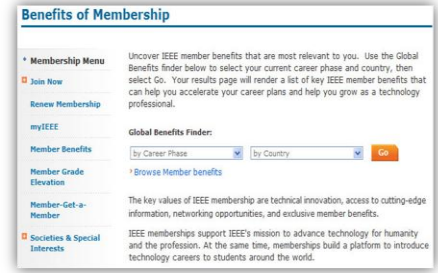 Benefits of Membership
Membership Menu
Join Now
Renew Membership
myIEEE
Member Benefits
Member Grade
Elevation
Member-Get-a-
Member
Societies & Special
Interests
Uncover IEEE member benefits that are most relevant to you. Use the Global
Benefits finder below to select your current career phase and country, then
select Go. Your results page will render a list of key IEEE member benefits that
can help you accelerate your career plans and help you grow as a technology
professional.
Global Benefits Finder:
by Career Phase by Country Go
Browse Member benefits
The key values of IEEE membership are technical innovation, access to cutting-edge
information, networking opportunities, and exclusive member benefits.
IEEE memberships support IEEE's mission to advance technology for humanity
and the profession. At the same time, memberships build a platform to introduce
technology careers to students around the world.